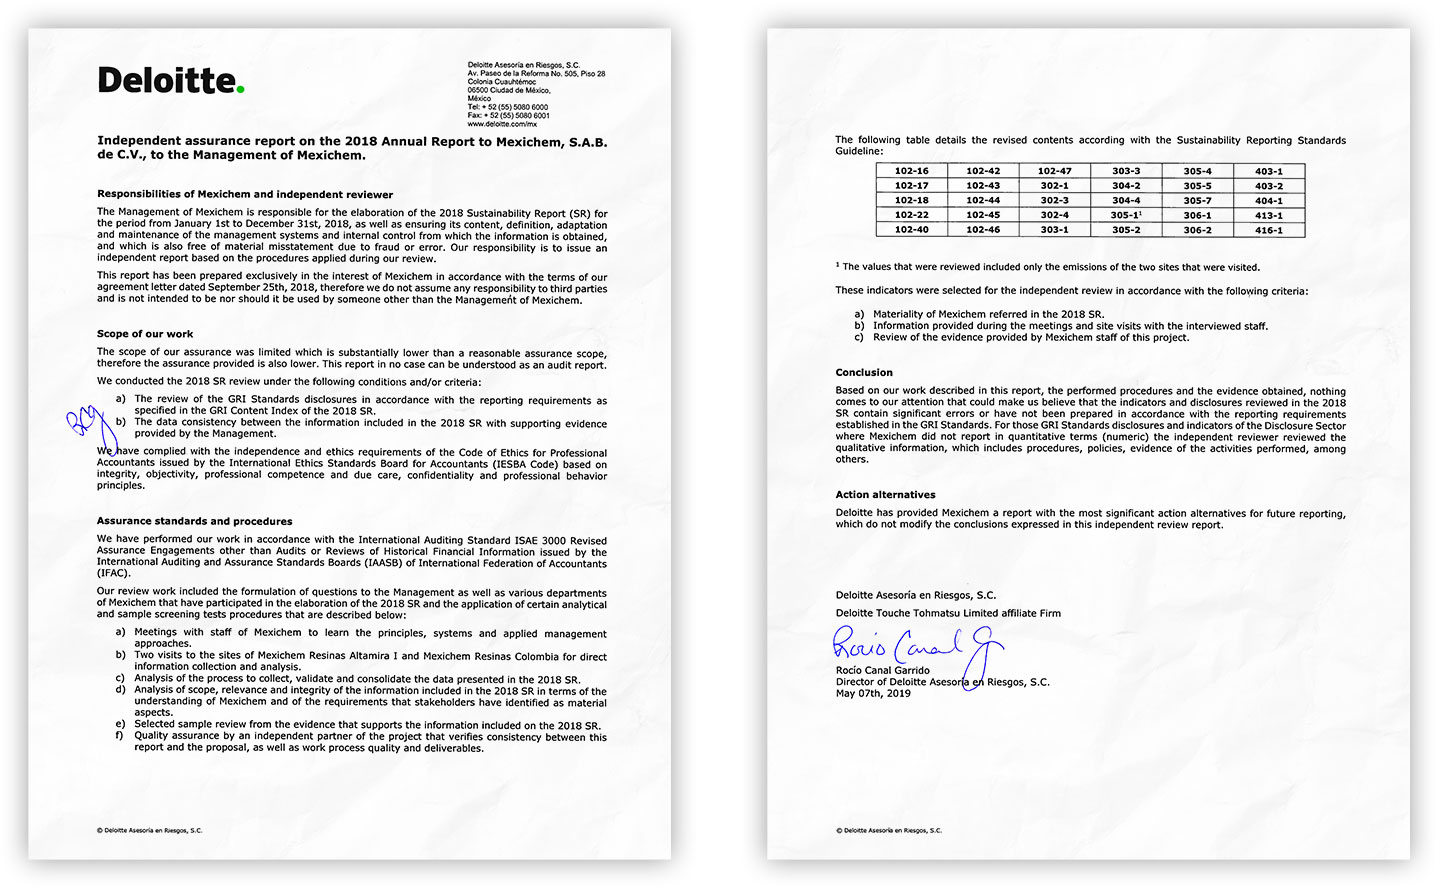 Deloitte.
Deloitte Asesoría en Riesgos, S.C.
Av. Paseo de la Reforma No. 505, Piso 28
Colonia Cuauhtémoc
06500 Ciudad de México,
México
Tel: + 52 (55) 5080 6000
Fax: + 52 (55) 5080 6001
www.deloitte.com/mx
Independent assurance report on the 2018 Annual Report to Mexichem, S.A.B.
de C.V., to the Management of Mexichem.
Responsibilities of Mexichem and independent reviewer
The Management of Mexichem is responsible for the elaboration of the 2018 Sustainability Report (SR) for
the period from January 1st to December 31st, 2018, as well as ensuring its content, definition, adaptation
and maintenance of the management systems and internal control from which the information is obtained,
and which is also free of material misstatement due to fraud or error. Our responsibility is to issue an
independent report based on the procedures applied during our review.
This report has been prepared exclusively in the interest of Mexichem in accordance with the terms of our
agreement letter dated September 25th, 2018, therefore we do not assume any responsibility to third parties
and is not intended to be nor should it be used by someone other than the Management of Mexichem.
Scope of our work
The scope of our assurance was limited which is substantially lower than a reasonable assurance scope,
therefore the assurance provided is also lower. This report in no case can be understood as an audit report.
We conducted the 2018 SR review under the following conditions and/or criteria:
a) The review of the GRI Standards disclosures in accordance with the reporting requirements as
specified in the GRI Content Index of the 2018 SR.
b) The data consistency between the information included in the 2018 SR with supporting evidence
provided by the Management.
We have complied with the independence and ethics requirements of the Code of Ethics for Professional
Accountants issued by the International Ethics Standards Board for Accountants (IESBA Code) based on
integrity, objectivity, professional competence and due care, confidentiality and professional behavior
principles.
Assurance standards and procedures
We have performed our work in accordance with the International Auditing Standard ISAE 3000 Revised
Assurance Engagements other than Audits or Reviews of Historical Financial Information issued by the
International Auditing and Assurance Standards Boards (IAASB) of International Federation of Accountants
(IFAC).
Our review work included the formulation of questions to the Management as well as various departments
of Mexichem that have participated in the elaboration of the 2018 SR and the application of certain analytical
and sample screening tests procedures that are described below:
a) Meetings with staff of Mexichem to learn the principles, systems and applied management
approaches.
b) Two visits to the sites of Mexichem Resinas Altamira I and Mexichem Resinas Colombia for direct
information collection and analysis.
c) Analysis of the process to collect, validate and consolidate the data presented in the 2018 SR.
d) Analysis of scope, relevance and integrity of the information included in the 2018 SR in terms of the
understanding of Mexichem and of the requirements that stakeholders have identified as material
aspects.
e) Selected sample review from the evidence that supports the information included on the 2018 SR.
f) Quality assurance by an independent partner of the project that verifies consistency between this
report and the proposal, as well as work process quality and deliverables.
© Deloitte Asesoría en Riesgos, S.C.
The following table details the revised contents according with the Sustainability Reporting Standards
Guideline:
102-16 102-42 102-47 303-3 305-4 403-1
102-17 102-43 302-1 304-2 305-5 403-2
102-18 102-44 302-3 304-4 305-7 404-1
102-22 102-45 302-4 305-1¹ 306-1 413-1
102-40 102-46 303-1 305-2 306-2 416-1
¹ The values that were reviewed included only the emissions of the two sites that were visited.
These indicators were selected for the independent review in accordance with the following criteria:
a) Materiality of Mexichem referred in the 2018 SR.
b) Information provided during the meetings and site visits with the interviewed staff.
c) Review of the evidence provided by Mexichem staff of this project.
Conclusion
Based on our work described in this report, the performed procedures and the evidence obtained, nothing
comes to our attention that could make us believe that the indicators and disclosures reviewed in the 2018
SR contain significant errors or have not been prepared in accordance with the reporting requirements
established in the GRI Standards. For those GRI Standards disclosures and indicators of the Disclosure Sector
where Mexichem did not report in quantitative terms (numeric) the independent reviewer reviewed the
qualitative information, which includes procedures, policies, evidence of the activities performed, among
others.
Action alternatives
Deloitte has provided Mexichem a report with the most significant action alternatives for future reporting,
which do not modify the conclusions expressed in this independent review report.
Deloitte Asesoría en Riesgos, S.C.
Deloitte Touche Tohmatsu Limited affiliate Firm
Rocio Canal G
Rocío Canal Garrido
Director of Deloitte Asesoría en Riesgos, S.C.
May 07th, 2019
© Deloitte Asesoría en Riesgos, S.C.